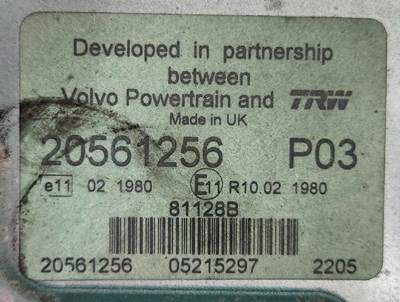 Developed in partnership
between
Volvo Powertrain and TRW
Made in UK
20561256 P03
e11 02 1980 E11 R10.02 1980
81128B
20561256 05215297 2205